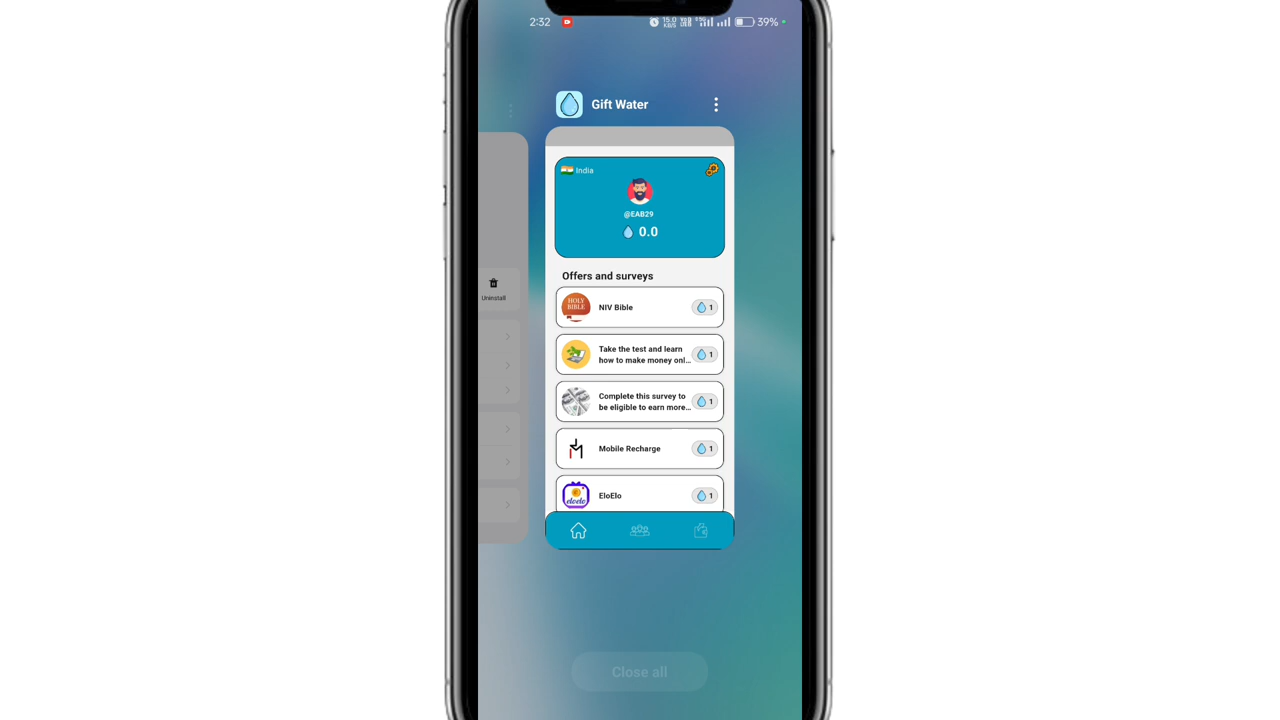 2:32
15.0
KB/S
39%
Gift Water
India
@EAB29
0.0
Uninstall
Offers and surveys
HOLY
BIBLE
NIV Bible
1
Take the test and learn
how to make money onl...
1
Complete this survey to
be eligible to earn more...
1
Mobile Recharge
1
eloelo
EloElo
1
Close all